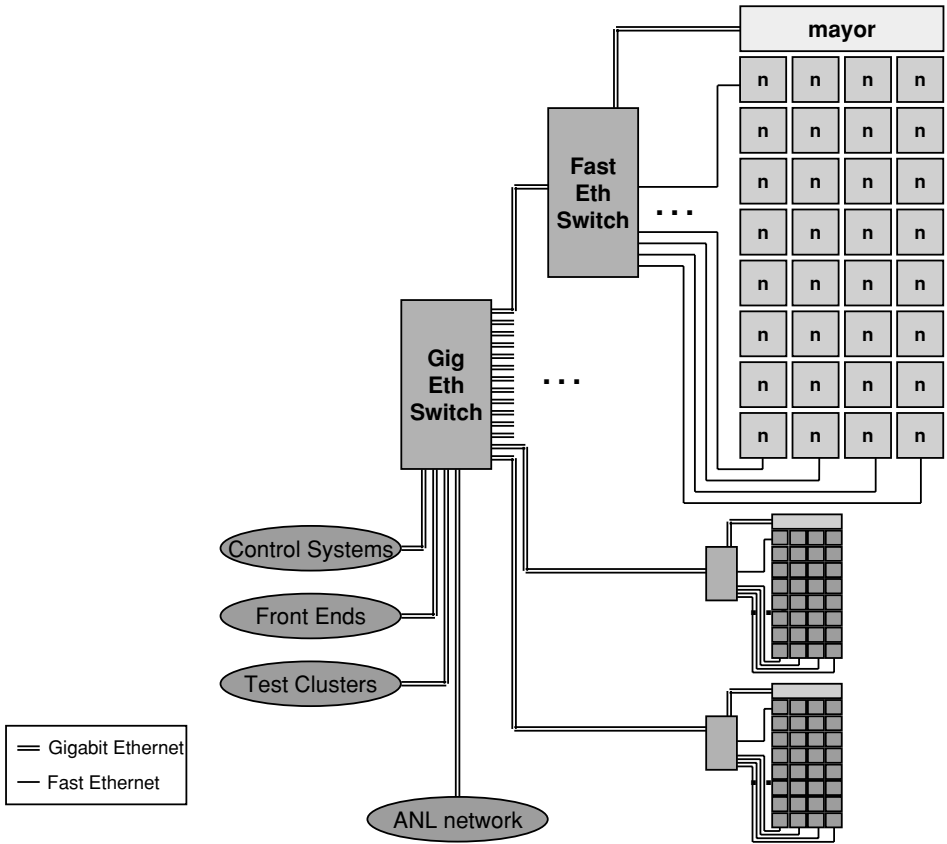 mayor
n n n n
n n n n
Fast
Eth
Switch
n n n n
...
n n n n
n n n n
Gig
Eth
Switch
...
n n n n
n n n n
n n n n
Control Systems
Front Ends
Test Clusters
Gigabit Ethernet
Fast Ethernet
ANL network